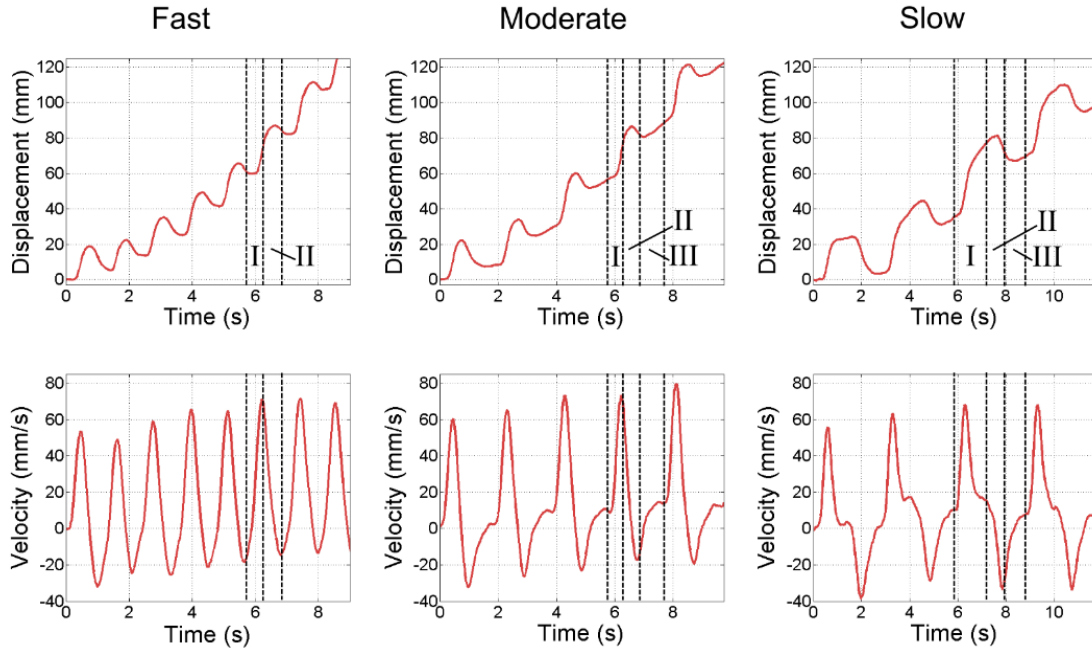 Fast Moderate Slow
Displacement (mm) 120 100 80 60 40 20 0
I II
0 2 4 6 8
Time (s)
Displacement (mm) 120 100 80 60 40 20 0
II
I III
0 2 4 6 8
Time (s)
Displacement (mm) 120 100 80 60 40 20 0
II
I III
0 2 4 6 8 10
Time (s)
Velocity (mm/s) 80 60 40 20 0 -20 -40
0 2 4 6 8
Time (s)
Velocity (mm/s) 80 60 40 20 0 -20 -40
0 2 4 6 8
Time (s)
Velocity (mm/s) 80 60 40 20 0 -20 -40
0 2 4 6 8 10
Time (s)